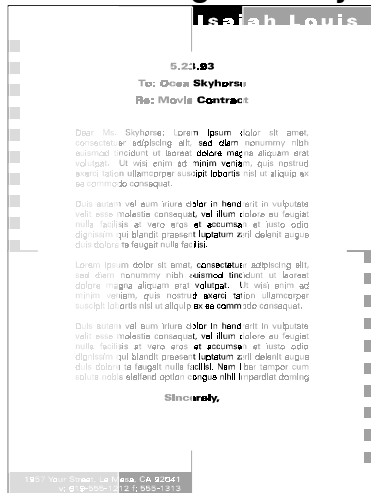 Isaiah Louis
5.23.93
To: Ocea Skyhorse
Re: Movie Contract
Dear Ms. Skyhorse: Lorem ipsum dolor sit amet,
consectetuer adipiscing elit, sed diam nonummy nibh
euismod tincidunt ut laoreet dolore magna aliquam erat
volutpat. Ut wisi enim ad minim veniam, quis nostrud
exerci tation ullamcorper suscipit lobortis nisl ut aliquip ex
ea commodo consequat.
Duis autem vel eum iriure dolor in hendrerit in vulputate
velit esse molestie consequat, vel illum dolore eu feugiat
nulla facilisis at vero eros et accumsan et iusto odio
dignissim qui blandit praesent luptatum zzril delenit augue
duis dolore te feugait nulla facilisi.
Lorem ipsum dolor sit amet, consectetuer adipiscing elit,
sed diam nonummy nibh euismod tincidunt ut laoreet
dolore magna aliquam erat volutpat. Ut wisi enim ad
minim veniam, quis nostrud exerci tation ullamcorper
suscipit lobortis nisl ut aliquip ex ea commodo consequat.
Duis autem vel eum iriure dolor in hendrerit in vulputate
velit esse molestie consequat, vel illum dolore eu feugiat
nulla facilisis at vero eros et accumsan et iusto odio
dignissim qui blandit praesent luptatum zzril delenit augue
duis dolore te feugait nulla facilisi. Nam liber tempor cum
soluta nobis eleifend option congue nihil imperdiet doming
Sincerely,
1957 Your Street, La Mesa, CA 92041
v; 619-555-1212 f; 555-1313